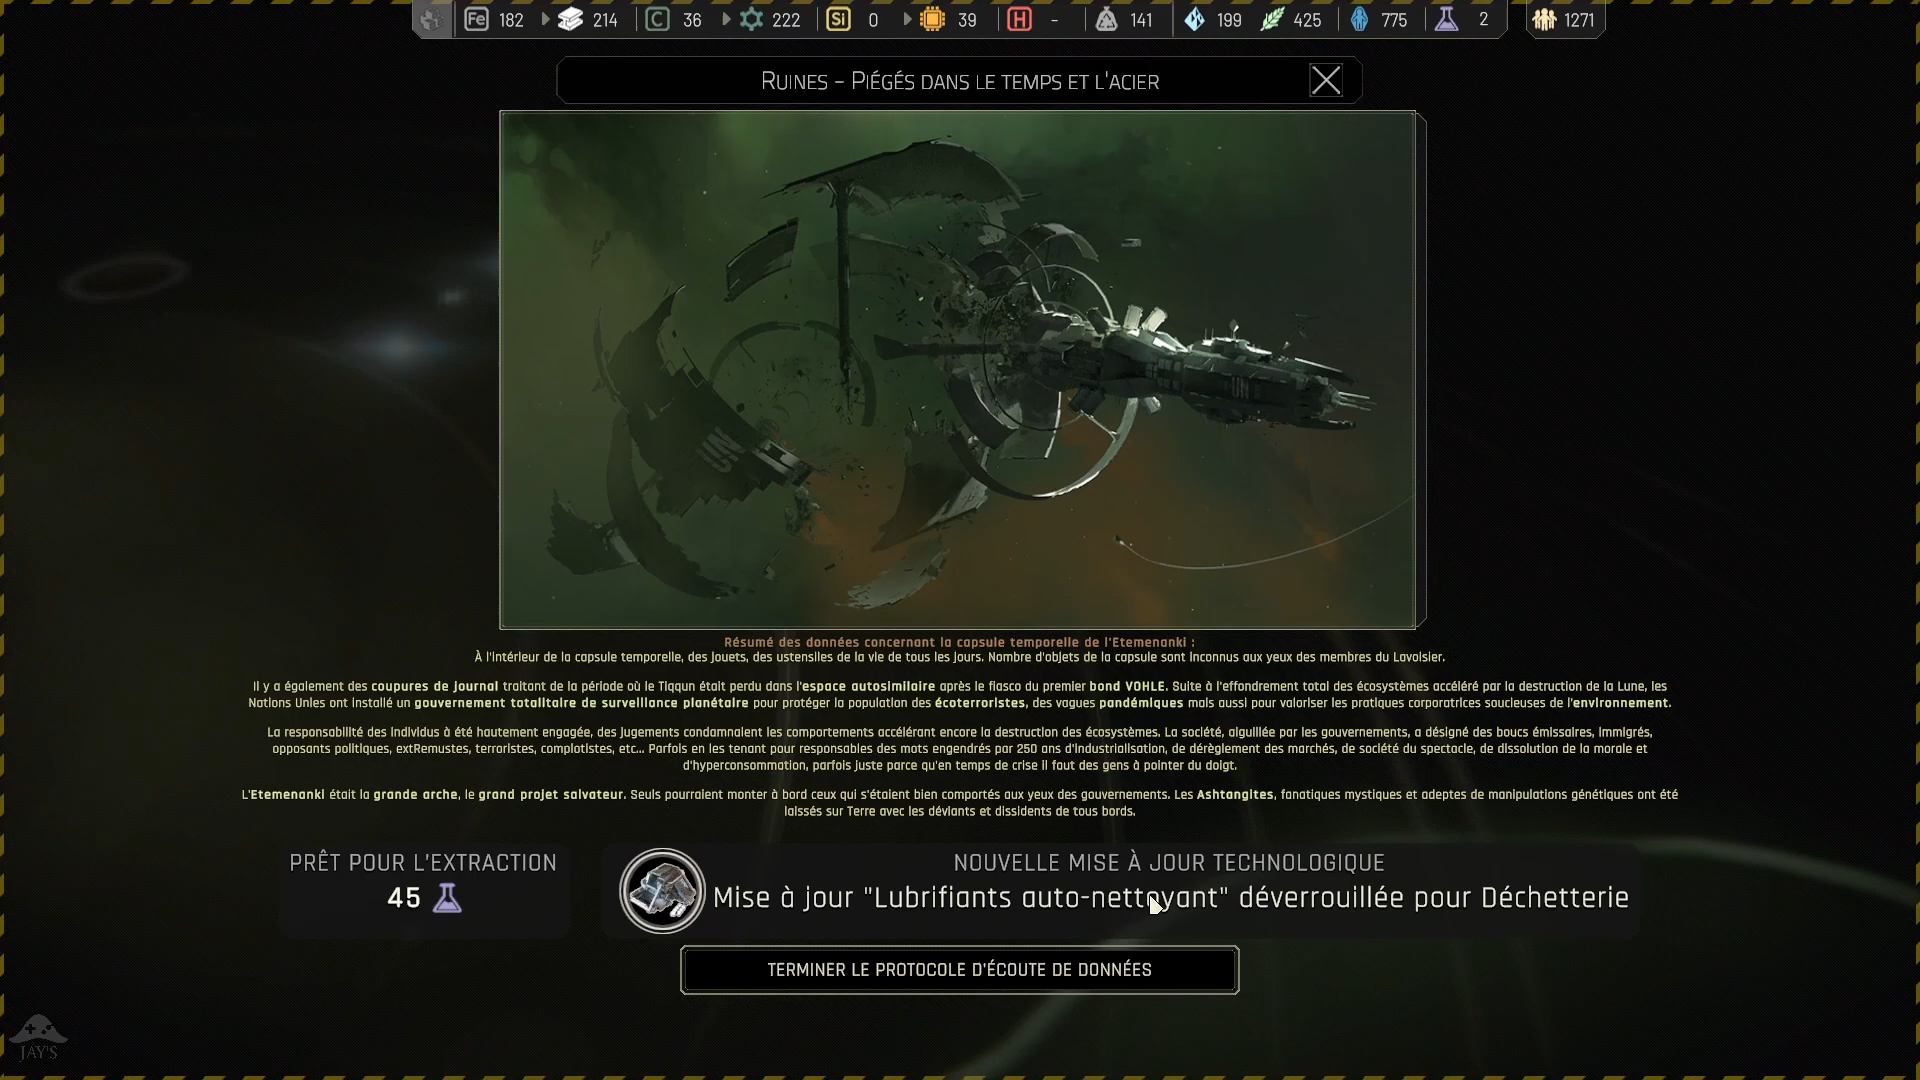 Fe 182 214 C 36 222 Si 0 39 H - 141 199 425 775 2 1271
Ruines - Piégés dans le temps et l'acier
UN
UN
Résumé des données concernant la capsule temporelle de l'Etemenanki :
À l'intérieur de la capsule temporelle, des jouets, des ustensiles de la vie de tous les jours. Nombre d'objets de la capsule sont inconnus aux yeux des membres du Lavoisier.
Il y a également des coupures de journal traitant de la période où le Tiqqun était perdu dans l'espace autosimilaire après le fiasco du premier bond VOHLE. Suite à l'effondrement total des écosystèmes accéléré par la destruction de la Lune, les
Nations Unies ont installé un gouvernement totalitaire de surveillance planétaire pour protéger la population des écoterroristes, des vagues pandémiques mais aussi pour valoriser les pratiques corporatrices soucieuses de l'environnement.
La responsabilité des individus à été hautement engagée, des jugements condamnaient les comportements accélérant encore la destruction des écosystèmes. La société, aiguillée par les gouvernements, a désigné des boucs émissaires, immigrés,
opposants politiques, extRemustes, terraristes, complotistes, etc... Parfois en les tenant pour responsables des mots engendrés par 250 ans d'industrialisation, de dérèglement des marchés, de société du spectacle, de dissolution de la morale et
d'hyperconsommation, parfois juste parce qu'en temps de crise il faut des gens à pointer du doigt.
L'Etemenanki était la grande arche, le grand projet salvateur. Seuls pourraient monter à bord ceux qui s'étaient bien comportés aux yeux des gouvernements. Les Ashtangites, fanatiques mystiques et adeptes de manipulations génétiques ont été
laissés sur Terre avec les déviants et dissidents de tous bords.
PRÊT POUR L'EXTRACTION
45
NOUVELLE MISE À JOUR TECHNOLOGIQUE
Mise à jour "Lubrifiants auto-nettoyant" déverrouillée pour Déchetterie
TERMINER LE PROTOCOLE D'ÉCOUTE DE DONNÉES
JAY'S